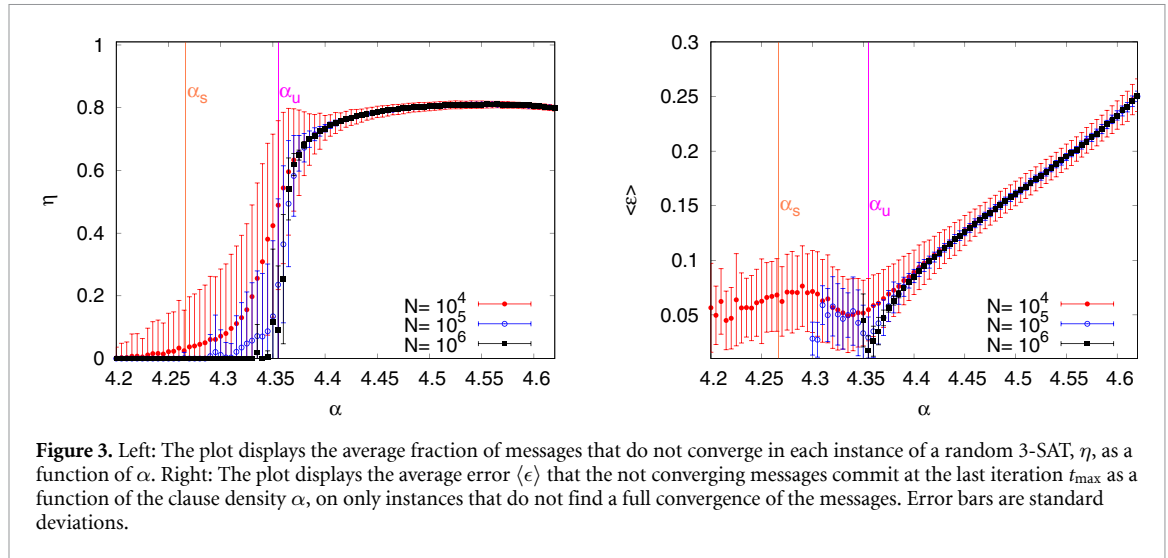 1
0.8
0.6
0.4
0.2
0
η
αs
αu
N= 10^4
N= 10^5
N= 10^6
4.2 4.25 4.3 4.35 4.4 4.45 4.5 4.55 4.6
α
0.3
0.25
0.2
0.15
0.1
0.05
<ε>
αs
αu
N= 10^4
N= 10^5
N= 10^6
4.2 4.25 4.3 4.35 4.4 4.45 4.5 4.55 4.6
α
Figure 3. Left: The plot displays the average fraction of messages that do not converge in each instance of a random 3-SAT, η, as a
function of α. Right: The plot displays the average error ⟨ϵ⟩ that the not converging messages commit at the last iteration tmax as a
function of the clause density α, on only instances that do not find a full convergence of the messages. Error bars are standard
deviations.